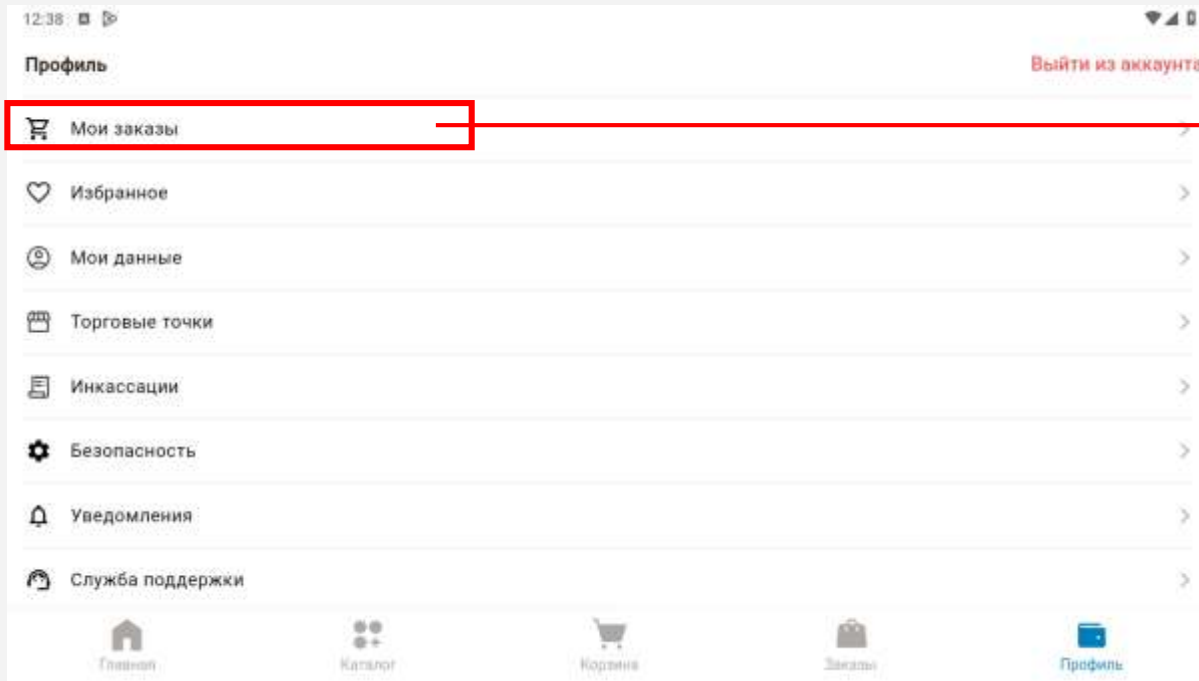 12:38
Профиль
Выйти из аккаунта
Мои заказы
Избранное
Мои данные
Торговые точки
Инкассации
Безопасность
Уведомления
Служба поддержки
Главная
Каталог
Корзина
Заказы
Профиль